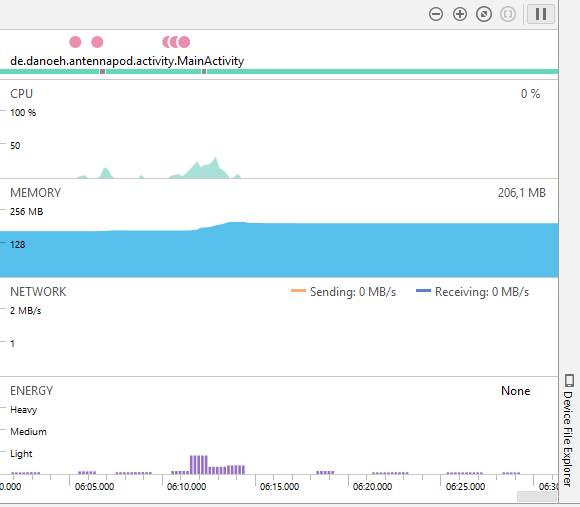 de.danoeh.antennapod.activity.MainActivity
CPU 0 %
100 %
50
MEMORY 206,1 MB
256 MB
128
NETWORK Sending: 0 MB/s Receiving: 0 MB/s
2 MB/s
1
ENERGY None
Heavy
Medium
Light
0.000 06:05.000 06:10.000 06:15.000 06:20.000 06:25.000 06:30
Device File Explorer